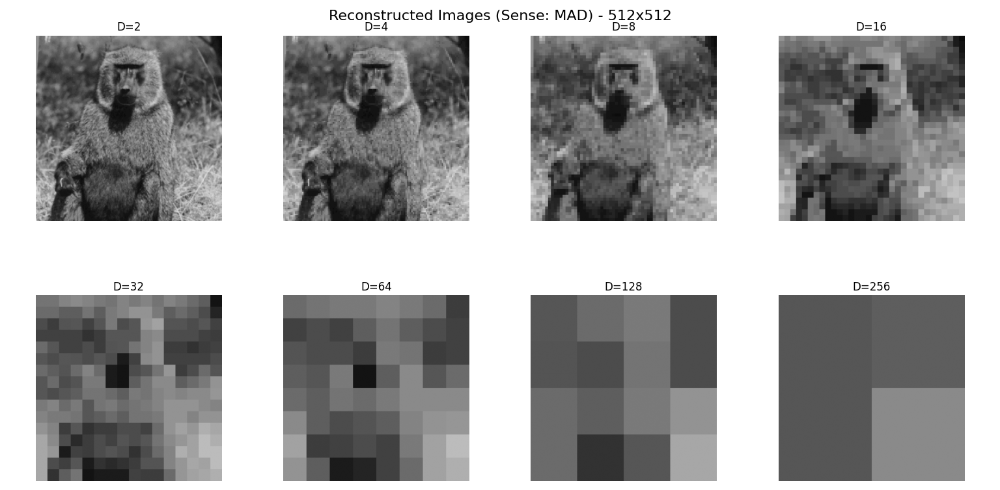 Reconstructed Images (Sense: MAD) - 512x512
D=2
D=4
D=8
D=16
D=32
D=64
D=128
D=256